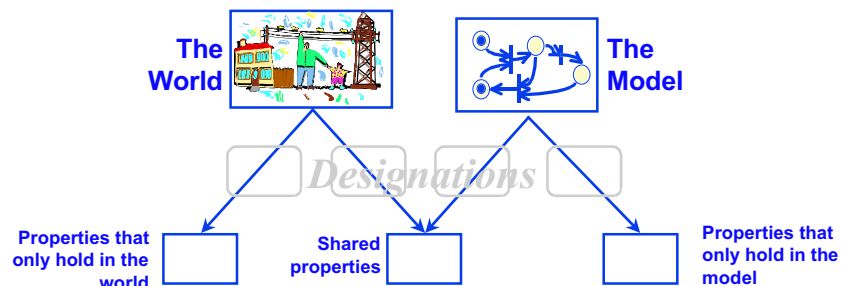 The
World
The
Model
Designations
Properties that
only hold in the
world
Shared
properties
Properties that
only hold in the
model